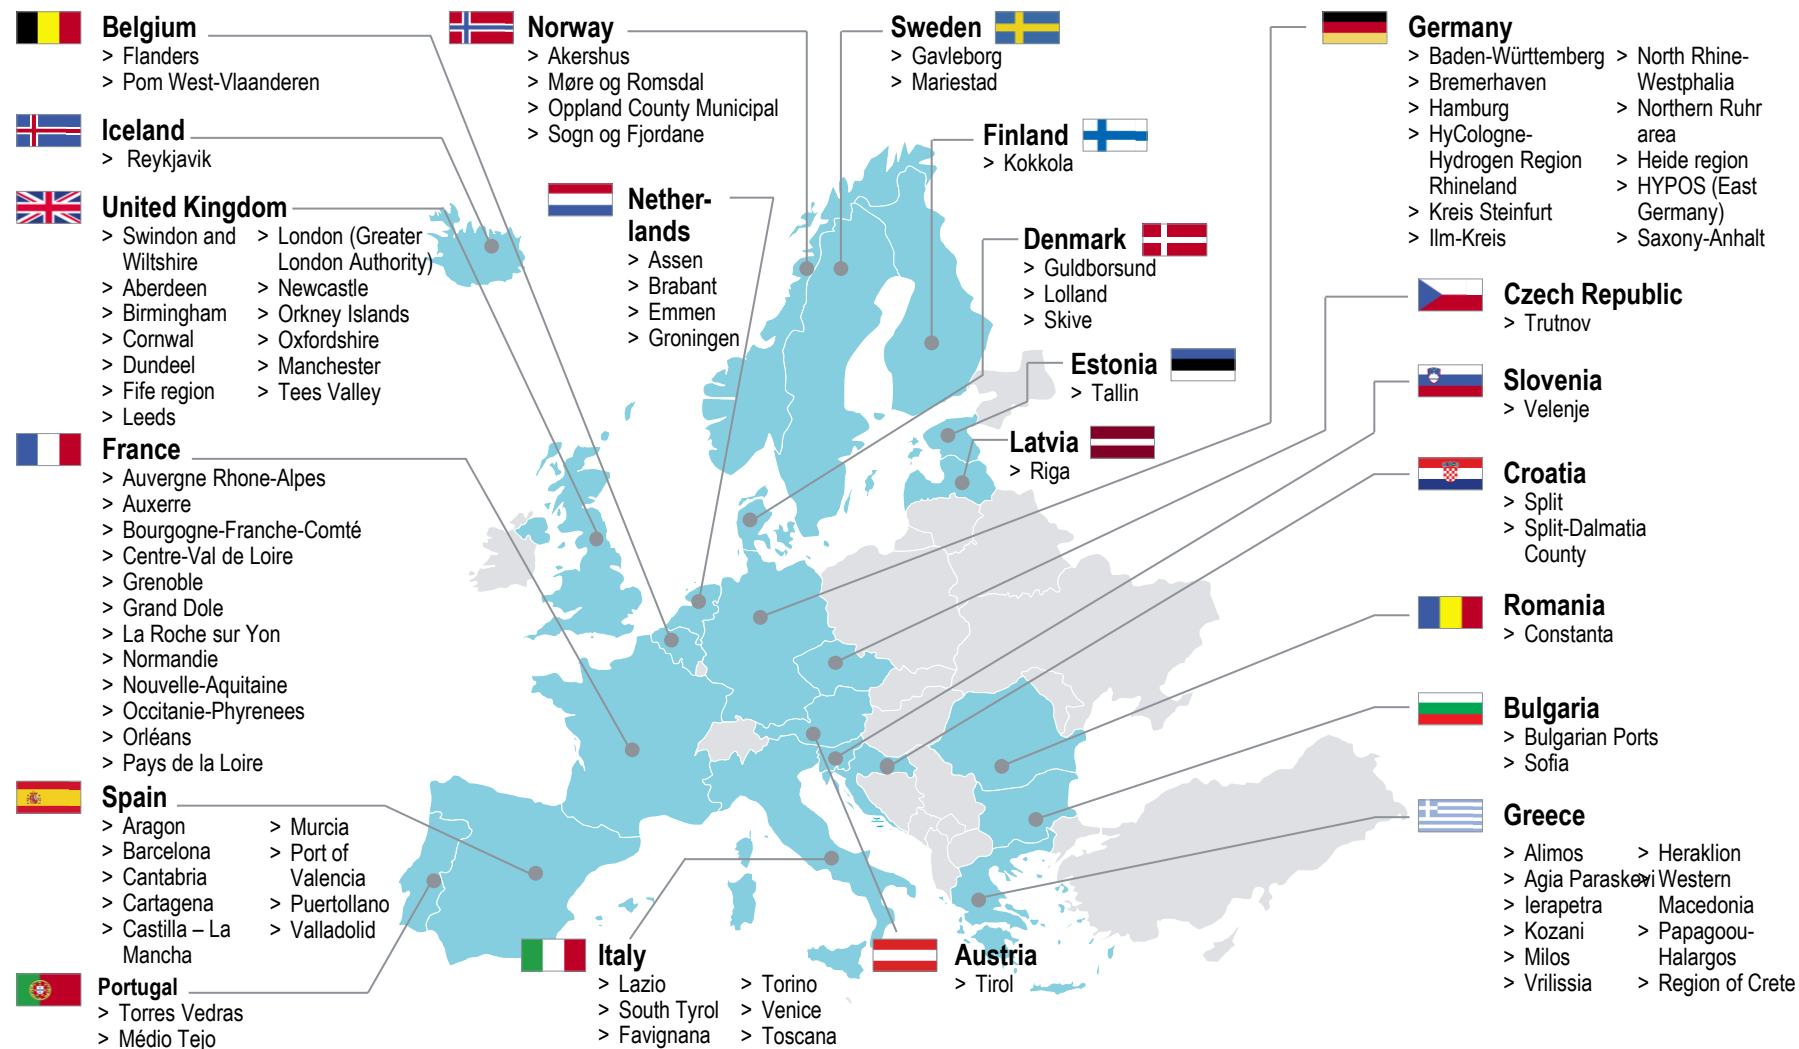 Belgium
> Flanders
> Pom West-Vlaanderen
Iceland
> Reykjavik
United Kingdom
> Swindon and
Wiltshire
> Aberdeen
> Birmingham
> Cornwal
> Dundeel
> Fife region
> Leeds
> London (Greater
London Authority)
> Newcastle
> Orkney Islands
> Oxfordshire
> Manchester
> Tees Valley
France
> Auvergne Rhone-Alpes
> Auxerre
> Bourgogne-Franche-Comté
> Centre-Val de Loire
> Grenoble
> Grand Dole
> La Roche sur Yon
> Normandie
> Nouvelle-Aquitaine
> Occitanie-Phyrenees
> Orléans
> Pays de la Loire
Spain
> Aragon
> Barcelona
> Cantabria
> Cartagena
> Castilla – La
Mancha
> Murcia
> Port of
Valencia
> Puertollano
> Valladolid
Portugal
> Torres Vedras
> Médio Tejo
Norway
> Akershus
> Møre og Romsdal
> Oppland County Municipal
> Sogn og Fjordane
Nether-
lands
> Assen
> Brabant
> Emmen
> Groningen
Sweden
> Gavleborg
> Mariestad
Finland
> Kokkola
Denmark
> Guldborsund
> Lolland
> Skive
Estonia
> Tallin
Latvia
> Riga
Italy
> Lazio
> South Tyrol
> Favignana
> Torino
> Venice
> Toscana
Austria
> Tirol
Germany
> Baden-Württemberg
> Bremerhaven
> Hamburg
> HyCologne-
Hydrogen Region
Rhineland
> Kreis Steinfurt
> Ilm-Kreis
> North Rhine-
Westphalia
> Northern Ruhr
area
> Heide region
> HYPOS (East
Germany)
> Saxony-Anhalt
Czech Republic
> Trutnov
Slovenia
> Velenje
Croatia
> Split
> Split-Dalmatia
County
Romania
> Constanta
Bulgaria
> Bulgarian Ports
> Sofia
Greece
> Alimos
> Agia Paraskevi
> Ierapetra
> Kozani
> Milos
> Vrilissia
> Heraklion
> Western
Macedonia
> Papagoou-
Halargos
> Region of Crete